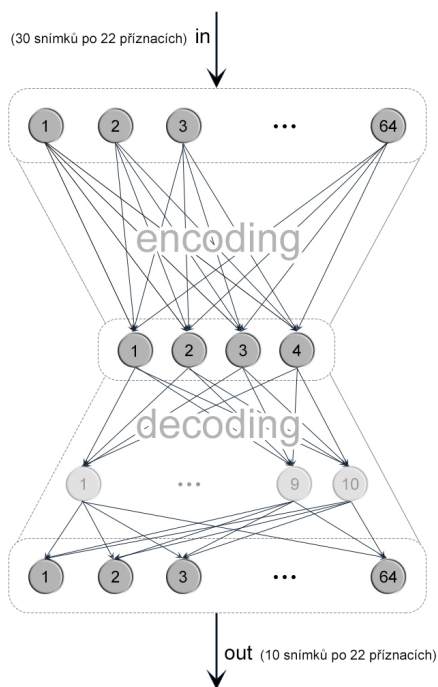 (30 snímků po 22 příznacích) in
1 2 3 ... 64
encoding
1 2 3 4
decoding
1 ... 9 10
1 2 3 ... 64
out (10 snímků po 22 příznacích)